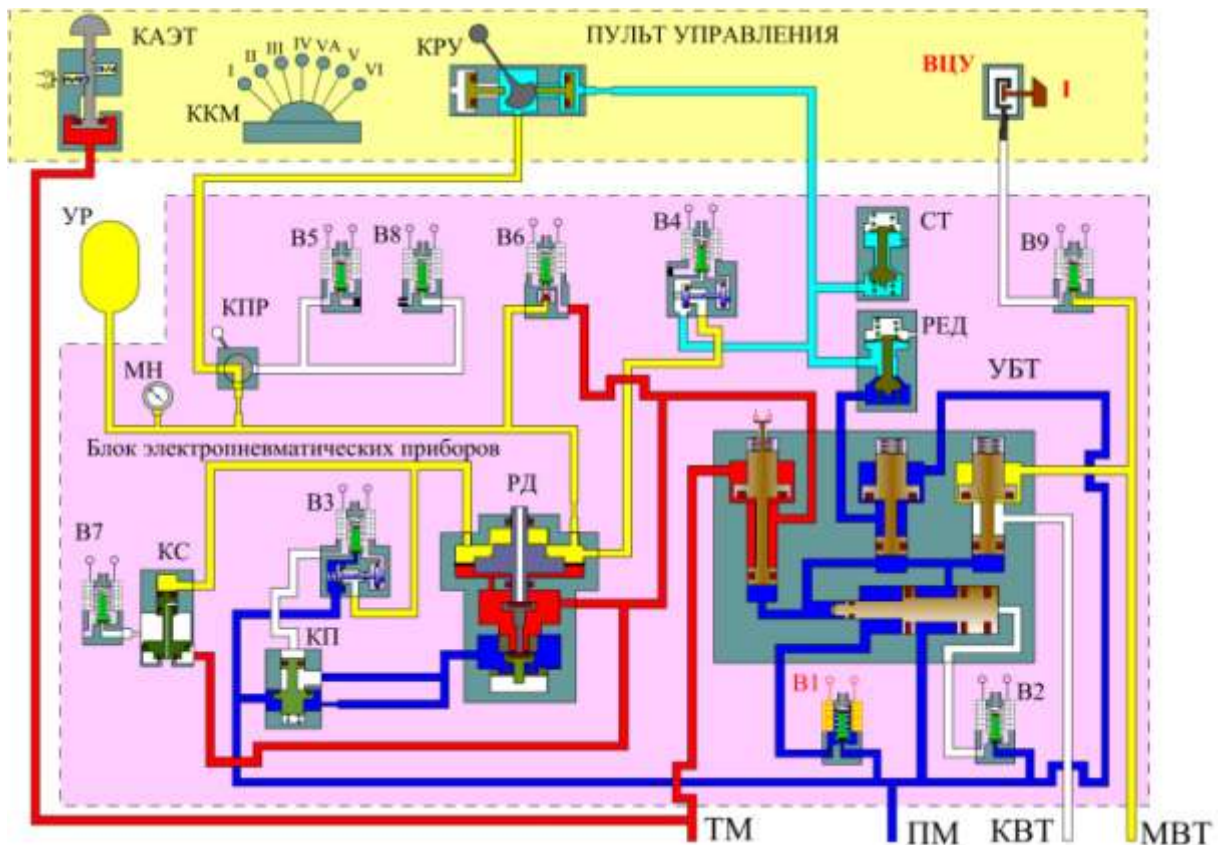 КАЭТ
I II III IV VA V VI
ККМ
КРУ
ПУЛЬТ УПРАВЛЕНИЯ
ВЦУ
I
УР
В5
В8
В6
В4
СТ
В9
КПР
РЕД
МН
УБТ
Блок электропневматических приборов
РД
В3
В7
КС
КП
В1
В2
ТМ
ПМ
КВТ
МВТ